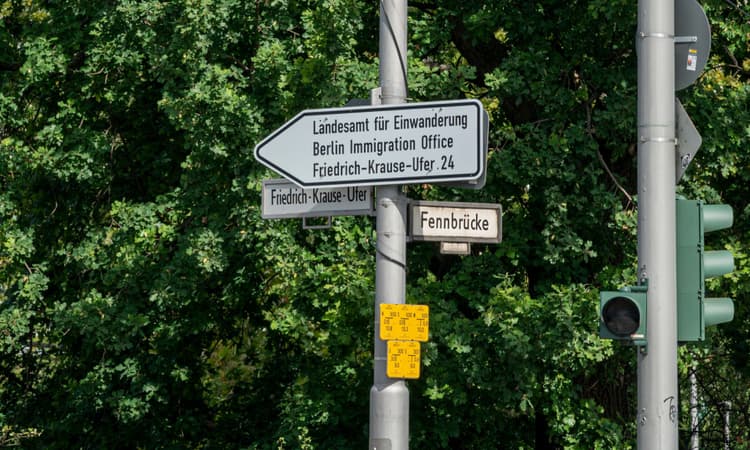 Landesamt für Einwanderung
Berlin Immigration Office
Friedrich-Krause-Ufer 24
Friedrich-Krause-Ufer
Fennbrücke